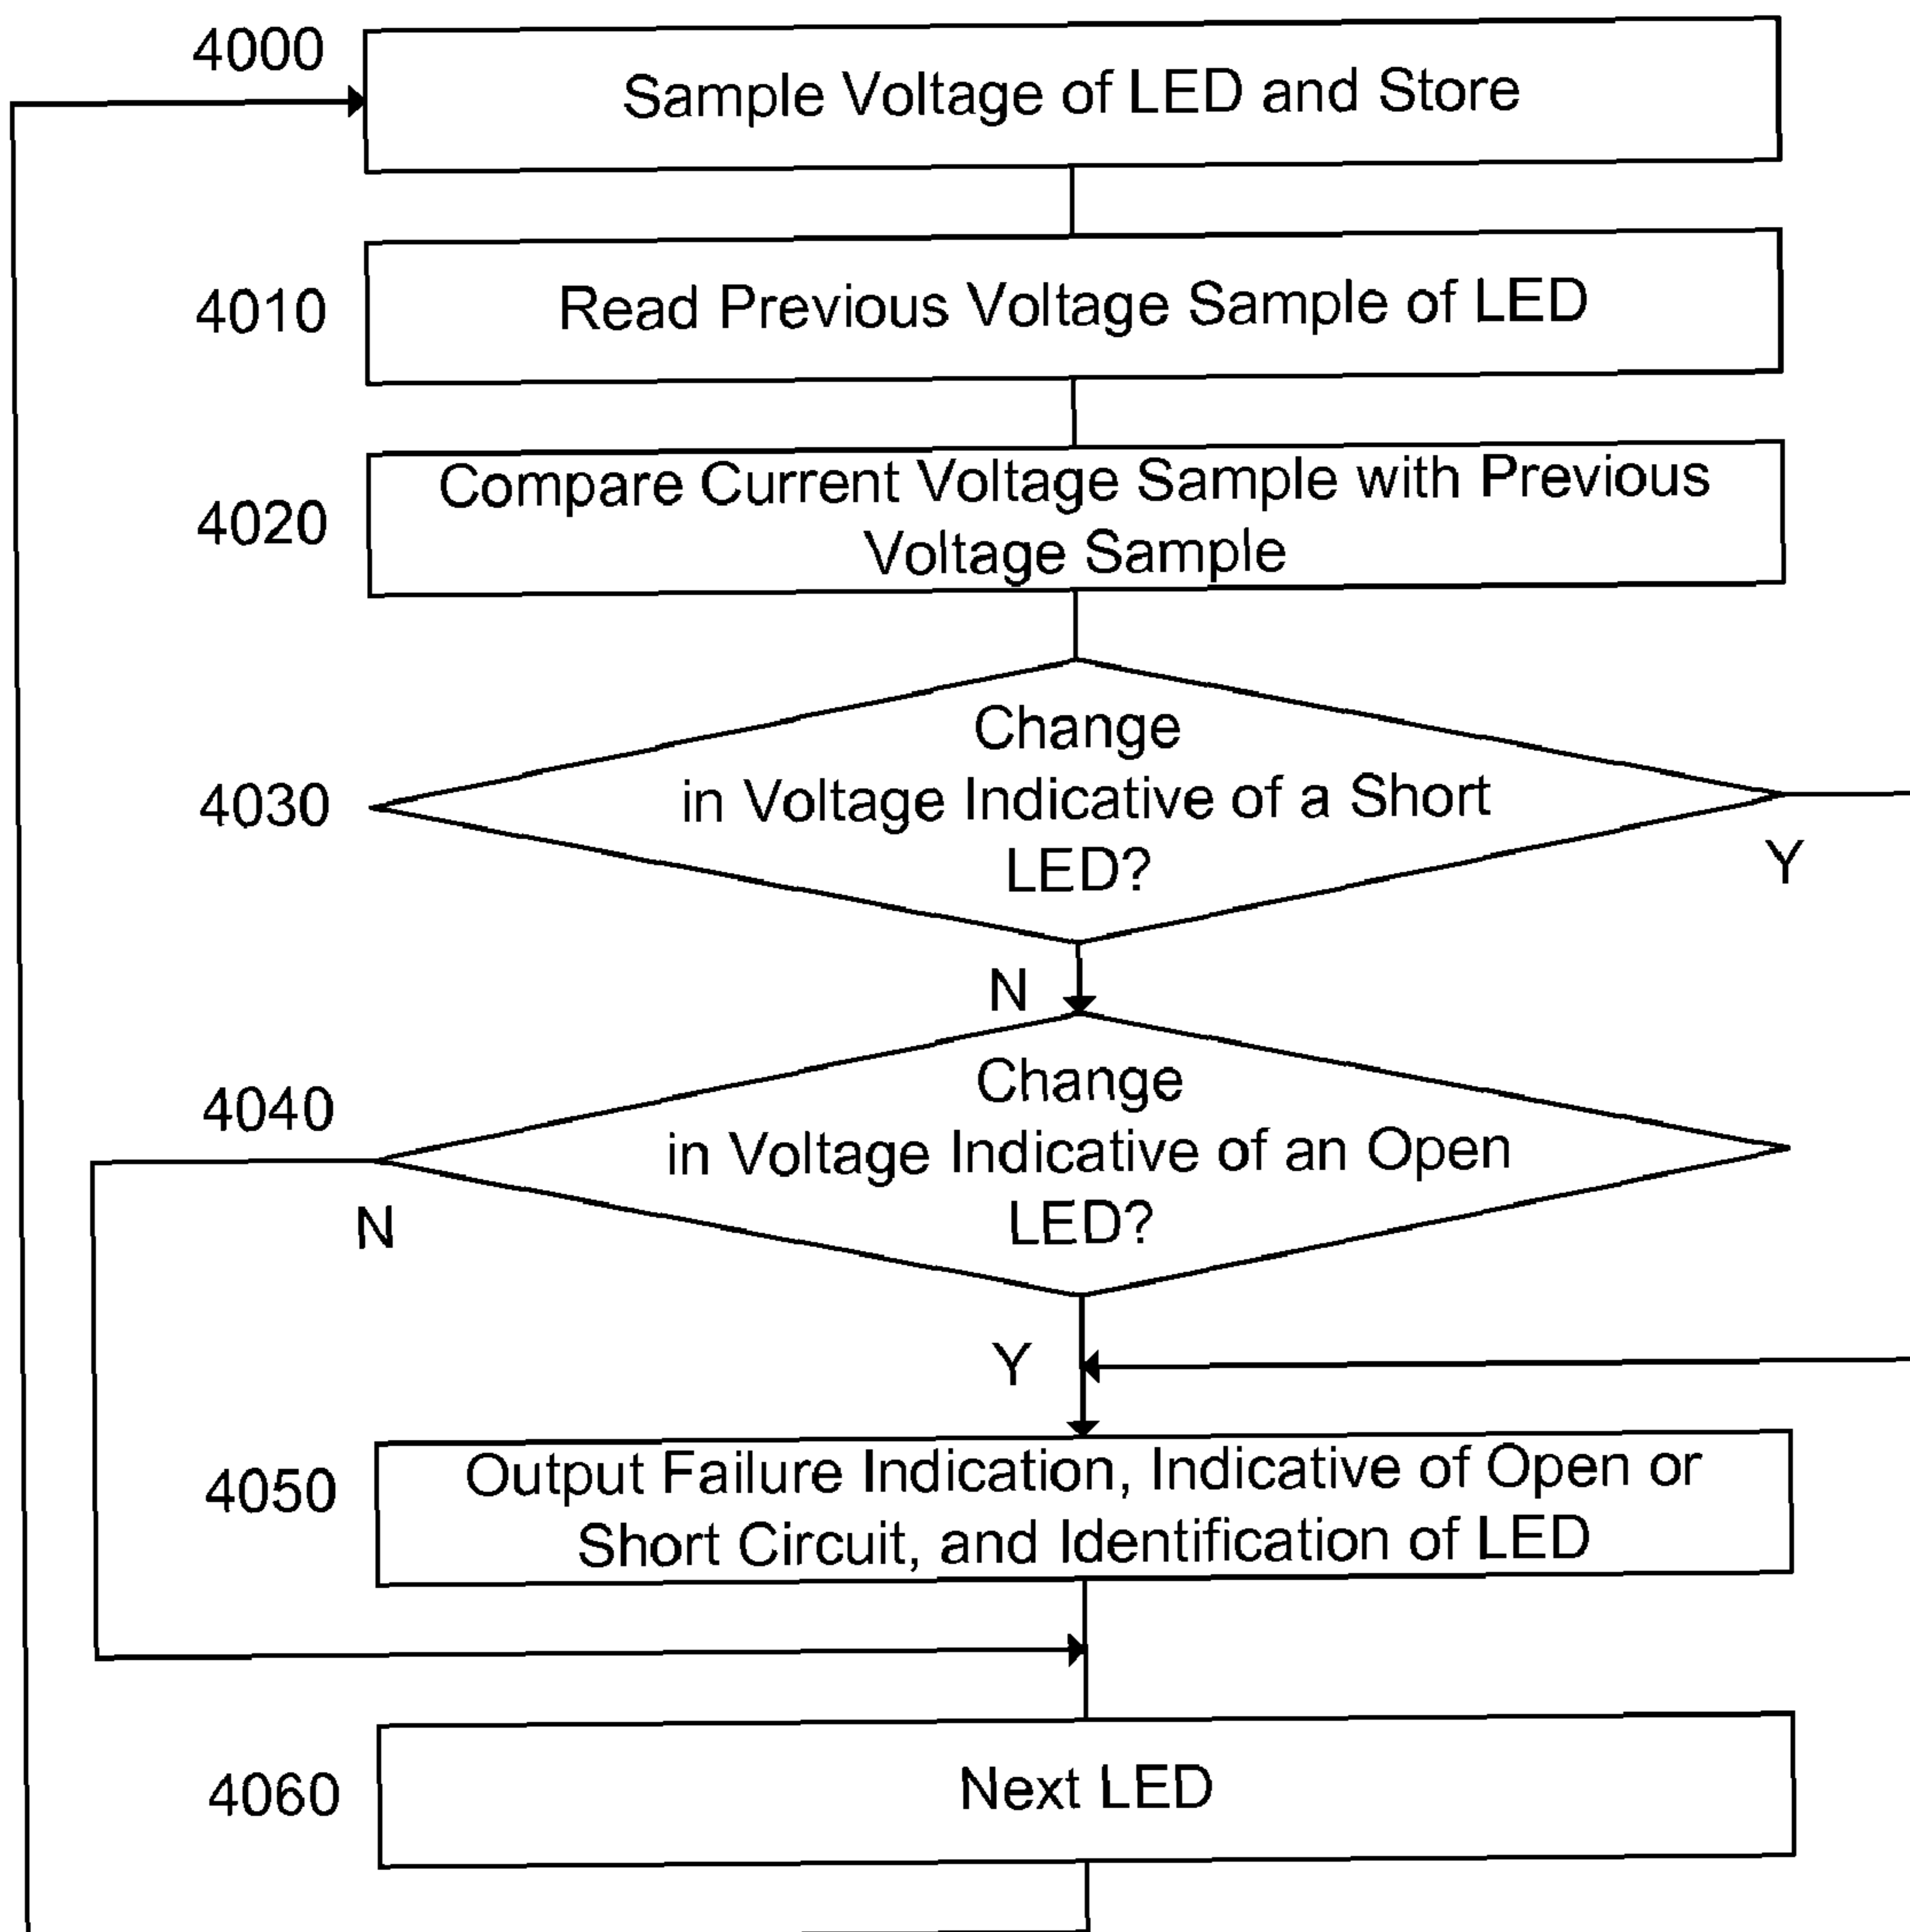 4000
Sample Voltage of LED and Store
4010
Read Previous Voltage Sample of LED
4020
Compare Current Voltage Sample with Previous
Voltage Sample
4030
Change
in Voltage Indicative of a Short
LED?
Y
N
4040
Change
in Voltage Indicative of an Open
LED?
N
Y
4050
Output Failure Indication, Indicative of Open or
Short Circuit, and Identification of LED
4060
Next LED